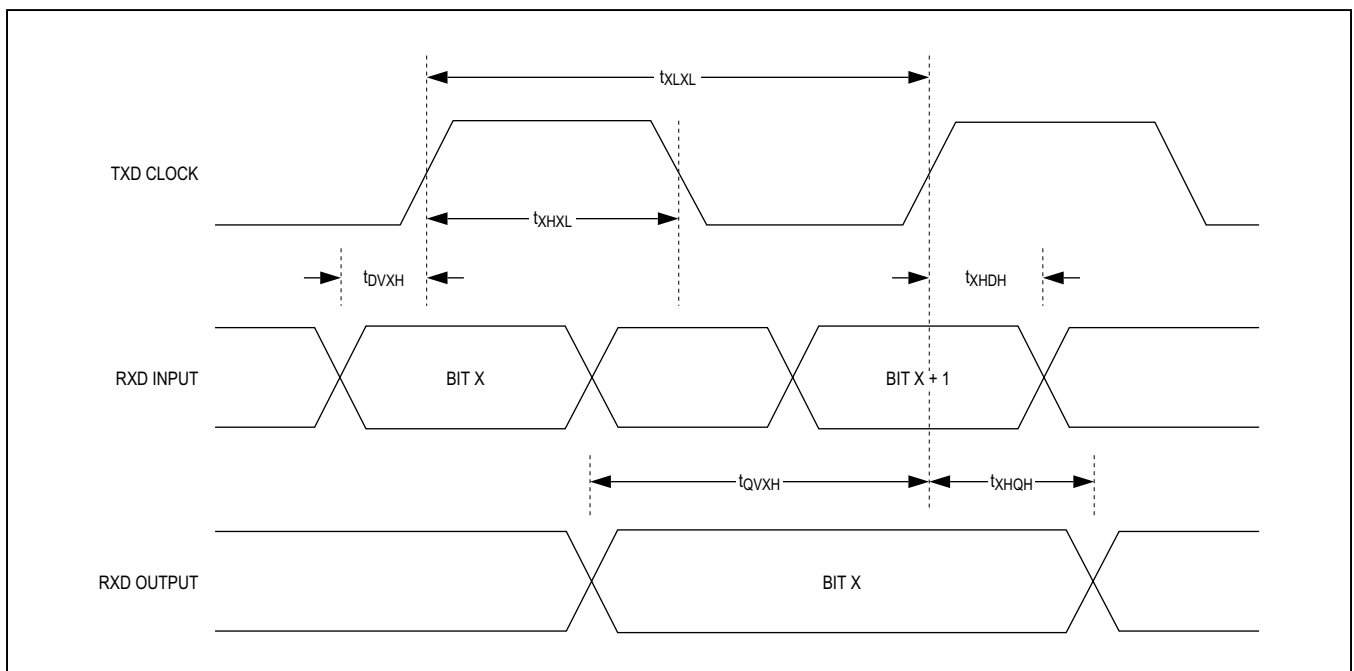 tXLXL
TXD CLOCK
tXHXL
tDVXH
tXHDH
RXD INPUT
BIT X
BIT X + 1
tQVXH
tXHQH
RXD OUTPUT
BIT X